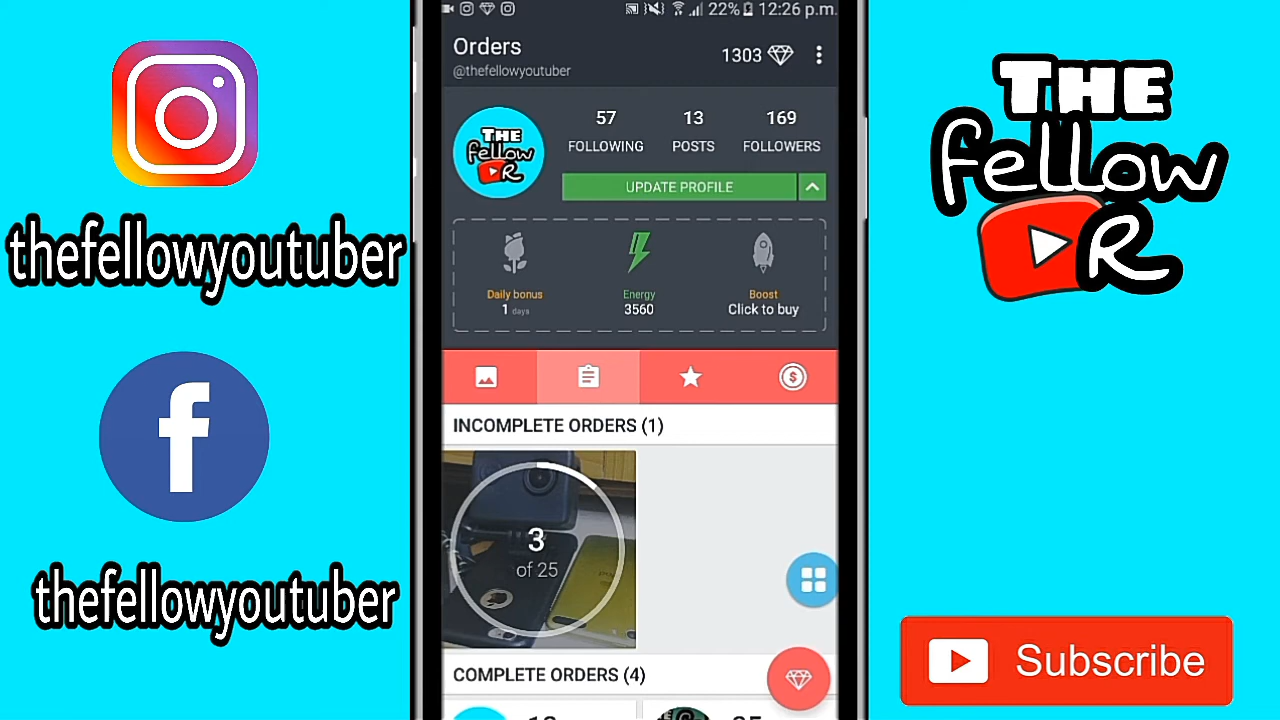 22% 12:26 p.m.
Orders
@thefellowyoutuber
1303
THE
fellow
R
57
FOLLOWING
13
POSTS
169
FOLLOWERS
UPDATE PROFILE
Daily bonus
1 days
Energy
3560
Boost
Click to buy
INCOMPLETE ORDERS (1)
3
of 25
COMPLETE ORDERS (4)
thefellowyoutuber
f
thefellowyoutuber
THE
fellow
R
Subscribe